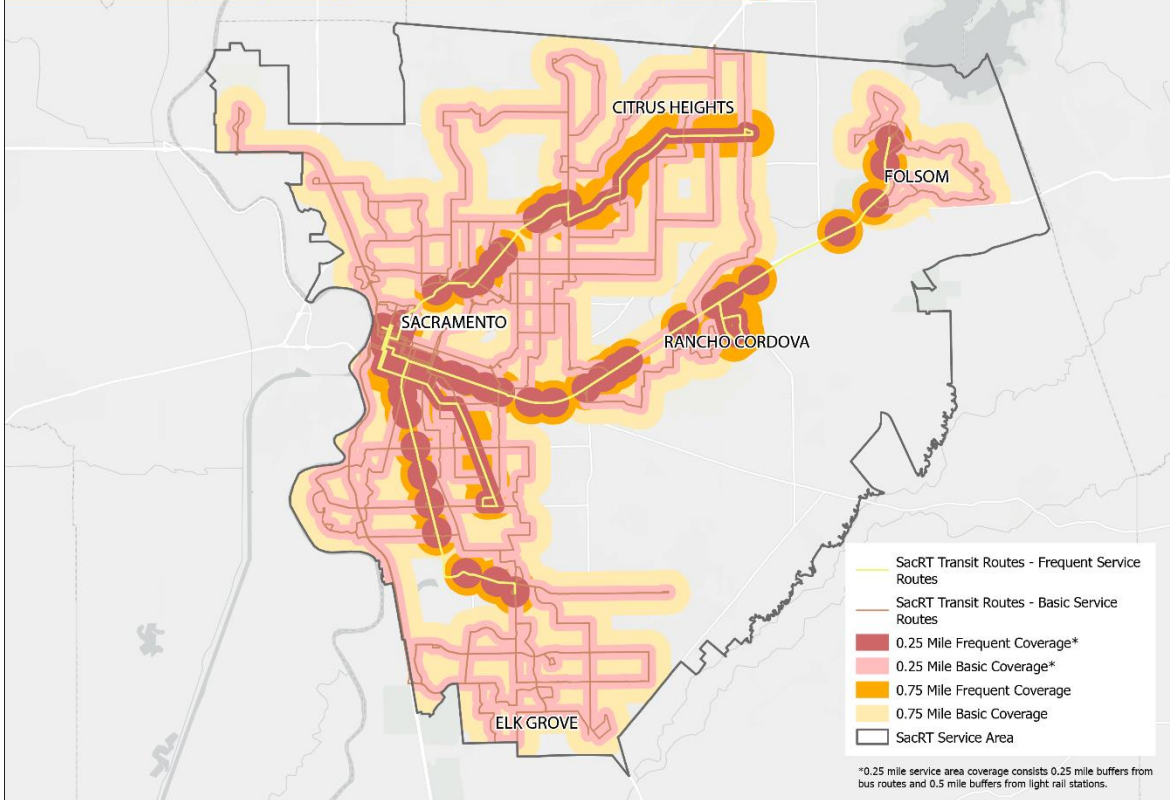 CITRUS HEIGHTS
FOLSOM
SACRAMENTO
RANCHO CORDOVA
ELK GROVE
SacRT Transit Routes - Frequent Service
Routes
SacRT Transit Routes - Basic Service
Routes
0.25 Mile Frequent Coverage*
0.25 Mile Basic Coverage*
0.75 Mile Frequent Coverage
0.75 Mile Basic Coverage
SacRT Service Area
*0.25 mile service area coverage consists 0.25 mile buffers from
bus routes and 0.5 mile buffers from light rail stations.